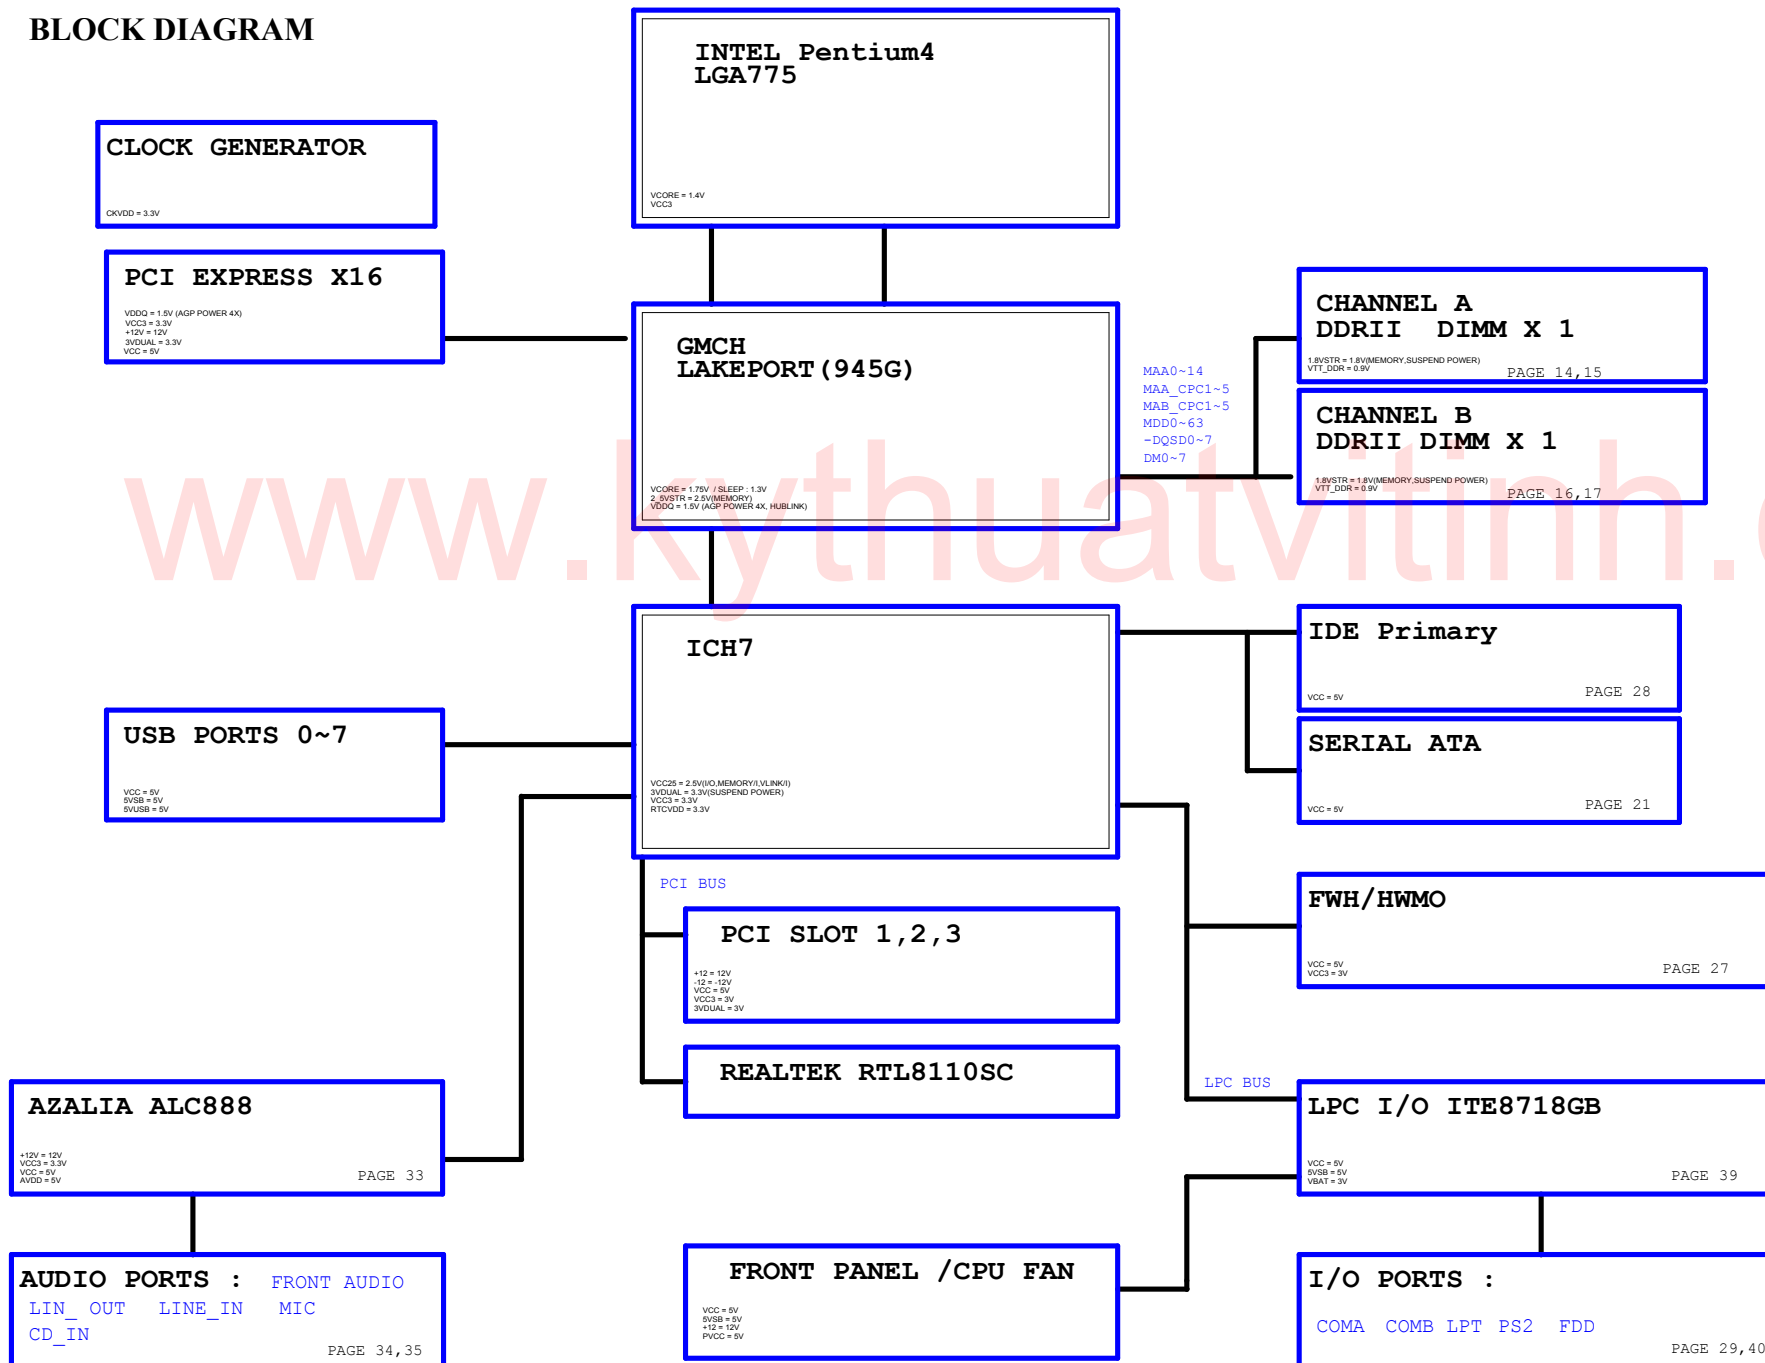 BLOCK DIAGRAM
INTEL Pentium4
LGA775
VCORE = 1.4V
VCC3
CLOCK GENERATOR
CKVDD = 3.3V
PCI EXPRESS X16
VDDQ = 1.5V (AGP POWER 4X)
VCC3 = 3.3V
+12V = 12V
3VDUAL = 3.3V
VCC = 5V
GMCH
LAKEPORT(945G)
VCORE = 1.75V / SLEEP : 1.3V
2_5VSTR = 2.5V(MEMORY)
VDDQ = 1.5V (AGP POWER 4X, HUBLINK)
MAA0~14
MAA_CPC1~5
MAB_CPC1~5
MDD0~63
-DQSD0~7
DM0~7
CHANNEL A
DDRII DIMM X 1
1.8VSTR = 1.8V(MEMORY,SUSPEND POWER)
VTT_DDR = 0.9V
PAGE 14,15
CHANNEL B
DDRII DIMM X 1
1.8VSTR = 1.8V(MEMORY,SUSPEND POWER)
VTT_DDR = 0.9V
PAGE 16,17
www.kythuatvitinh.
ICH7
VCC25 = 2.5V(I/O,MEMORY/I,VLINK/I)
3VDUAL = 3.3V(SUSPEND POWER)
VCC3 = 3.3V
RTCVDD = 3.3V
IDE Primary
VCC = 5V
PAGE 28
SERIAL ATA
VCC = 5V
PAGE 21
USB PORTS 0~7
VCC = 5V
5VSB = 5V
5VUSB = 5V
PCI BUS
PCI SLOT 1,2,3
+12 = 12V
-12 = -12V
VCC = 5V
VCC3 = 3V
3VDUAL = 3V
FWH/HWMO
VCC = 5V
VCC3 = 3V
PAGE 27
REALTEK RTL8110SC
LPC BUS
AZALIA ALC888
+12V = 12V
VCC3 = 3.3V
VCC = 5V
AVDD = 5V
PAGE 33
LPC I/O ITE8718GB
VCC = 5V
5VSB = 5V
VBAT = 3V
PAGE 39
AUDIO PORTS : FRONT AUDIO
LIN_ OUT LINE_IN MIC
CD_IN
PAGE 34,35
FRONT PANEL /CPU FAN
VCC = 5V
5VSB = 5V
+12 = 12V
PVCC = 5V
I/O PORTS :
COMA COMB LPT PS2 FDD
PAGE 29,40